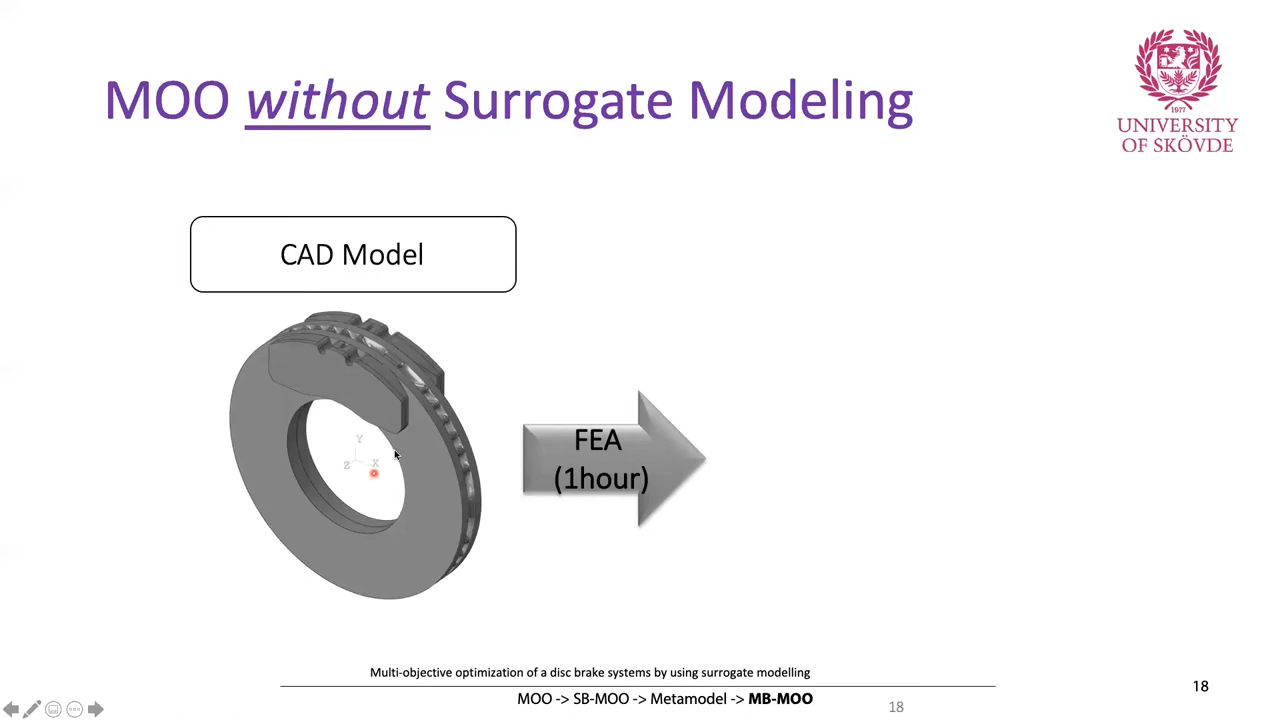 MOO without Surrogate Modeling
1977
UNIVERSITY
OF SKÖVDE
CAD Model
Y
Z
X
FEA
(1hour)
Multi-objective optimization of a disc brake systems by using surrogate modelling
MOO -> SB-MOO -> Metamodel -> MB-MOO
18
18